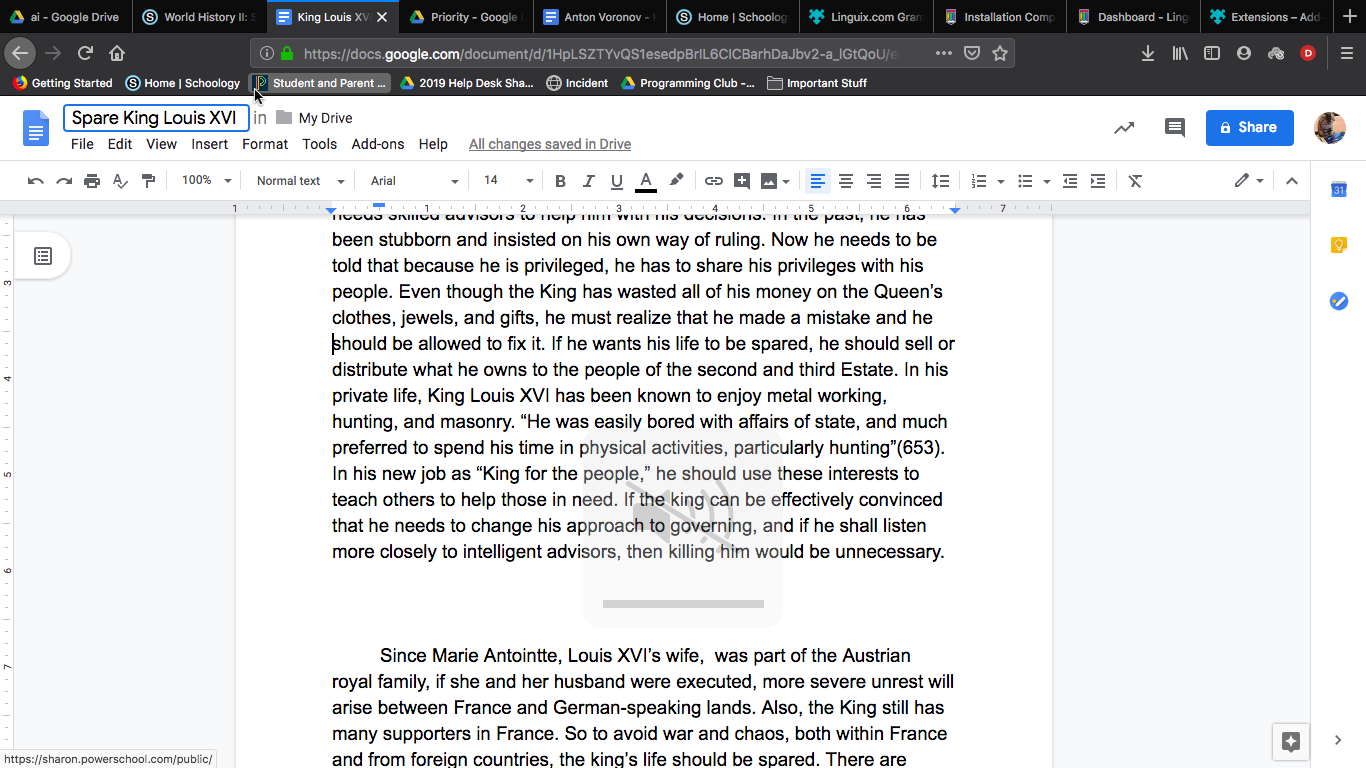 ai - Google Drive
World History II: S
King Louis XV
Priority - Google
Anton Voronov -
Home | Schoolog
Linguix.com Gram
Installation Comp
Dashboard - Ling
Extensions – Add-
https://docs.google.com/document/d/1HpLSZTYvQS1esedpBrIL6ClCBarhDaJbv2-a_lGtQoU/e
D
Getting Started
Home | Schoology
Student and Parent ...
2019 Help Desk Sha...
Incident
Programming Club -...
Important Stuff
Spare King Louis XVI in My Drive
File Edit View Insert Format Tools Add-ons Help All changes saved in Drive
Share
100% Normal text Arial 14 B I U A
1 1 2 3 4 5 6 7
31
needs skilled advisors to help him with his decisions. In the past, he has
been stubborn and insisted on his own way of ruling. Now he needs to be
told that because he is privileged, he has to share his privileges with his
people. Even though the King has wasted all of his money on the Queen’s
clothes, jewels, and gifts, he must realize that he made a mistake and he
should be allowed to fix it. If he wants his life to be spared, he should sell or
distribute what he owns to the people of the second and third Estate. In his
private life, King Louis XVI has been known to enjoy metal working,
hunting, and masonry. “He was easily bored with affairs of state, and much
preferred to spend his time in physical activities, particularly hunting”(653).
In his new job as “King for the people,” he should use these interests to
teach others to help those in need. If the king can be effectively convinced
that he needs to change his approach to governing, and if he shall listen
more closely to intelligent advisors, then killing him would be unnecessary.
Since Marie Antointte, Louis XVI’s wife, was part of the Austrian
royal family, if she and her husband were executed, more severe unrest will
arise between France and German-speaking lands. Also, the King still has
many supporters in France. So to avoid war and chaos, both within France
and from foreign countries, the king’s life should be spared. There are
3
4
5
6
7
https://sharon.powerschool.com/public/